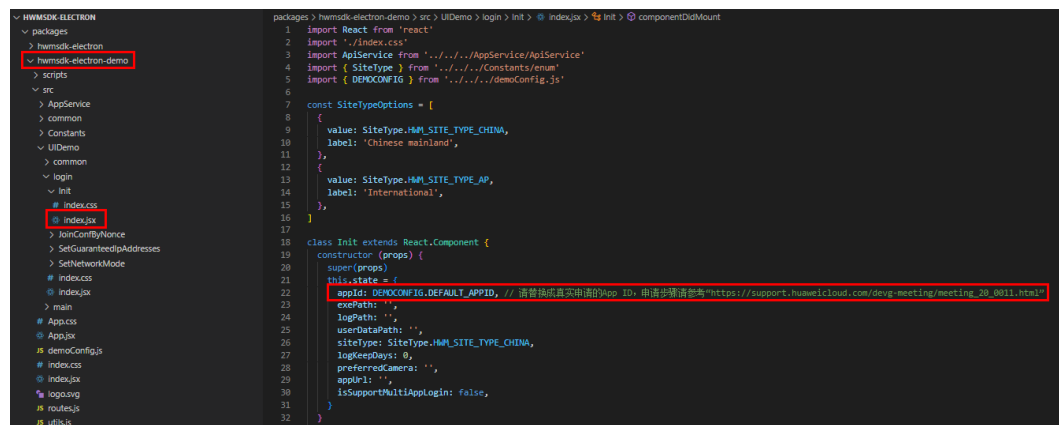 HWMSDK-ELECTRON
packages
hwmsdk-electron
hwmsdk-electron-demo
scripts
src
AppService
common
Constants
UIDemo
common
login
Init
index.css
index.jsx
JoinConfByNonce
SetGuaranteedIpAddresses
SetNetworkMode
index.css
index.jsx
main
App.css
App.jsx
JS demoConfig.js
index.css
index.jsx
logo.svg
JS routes.js
JS utils.js
packages > hwmsdk-electron-demo > src > UIDemo > login > Init > index.jsx > Init > componentDidMount
1 import React from 'react'
2 import './index.css'
3 import ApiService from '../../../AppService/ApiService'
4 import { SiteType } from '../../../Constants/enum'
5 import { DEMOCONFIG } from '../../../demoConfig.js'
6
7 const SiteTypeOptions = [
8 {
9 value: SiteType.HWM_SITE_TYPE_CHINA,
10 label: 'Chinese mainland',
11 },
12 {
13 value: SiteType.HWM_SITE_TYPE_AP,
14 label: 'International',
15 },
16 ]
17
18 class Init extends React.Component {
19 constructor (props) {
20 super(props)
21 this.state = {
22 appId: DEMOCONFIG.DEFAULT_APPID, // 请替换成真实申请的App ID，申请步骤请参考“https://support.huaweicloud.com/devg-meeting/meeting_20_0011.html”
23 exePath: '',
24 logPath: '',
25 userDataPath: '',
26 siteType: SiteType.HWM_SITE_TYPE_CHINA,
27 logKeepDays: 0,
28 preferredCamera: '',
29 appUrl: '',
30 isSupportMultiAppLogin: false,
31 }
32 }